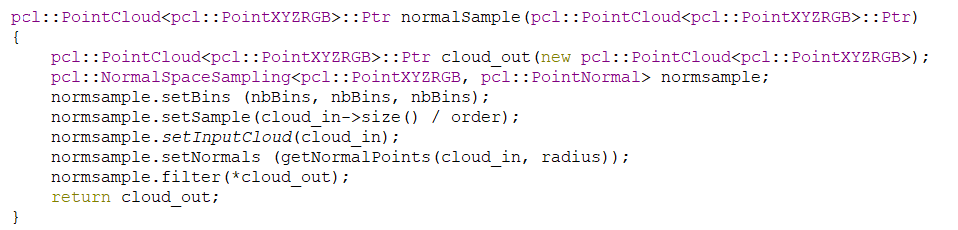 pcl::PointCloud<pcl::PointXYZRGB>::Ptr normalSample(pcl::PointCloud<pcl::PointXYZRGB>::Ptr)
{
    pcl::PointCloud<pcl::PointXYZRGB>::Ptr cloud_out(new pcl::PointCloud<pcl::PointXYZRGB>);
    pcl::NormalSpaceSampling<pcl::PointXYZRGB, pcl::PointNormal> normsample;
    normsample.setBins (nbBins, nbBins, nbBins);
    normsample.setSample(cloud_in->size() / order);
    normsample.setInputCloud(cloud_in);
    normsample.setNormals (getNormalPoints(cloud_in, radius));
    normsample.filter(*cloud_out);
    return cloud_out;
}